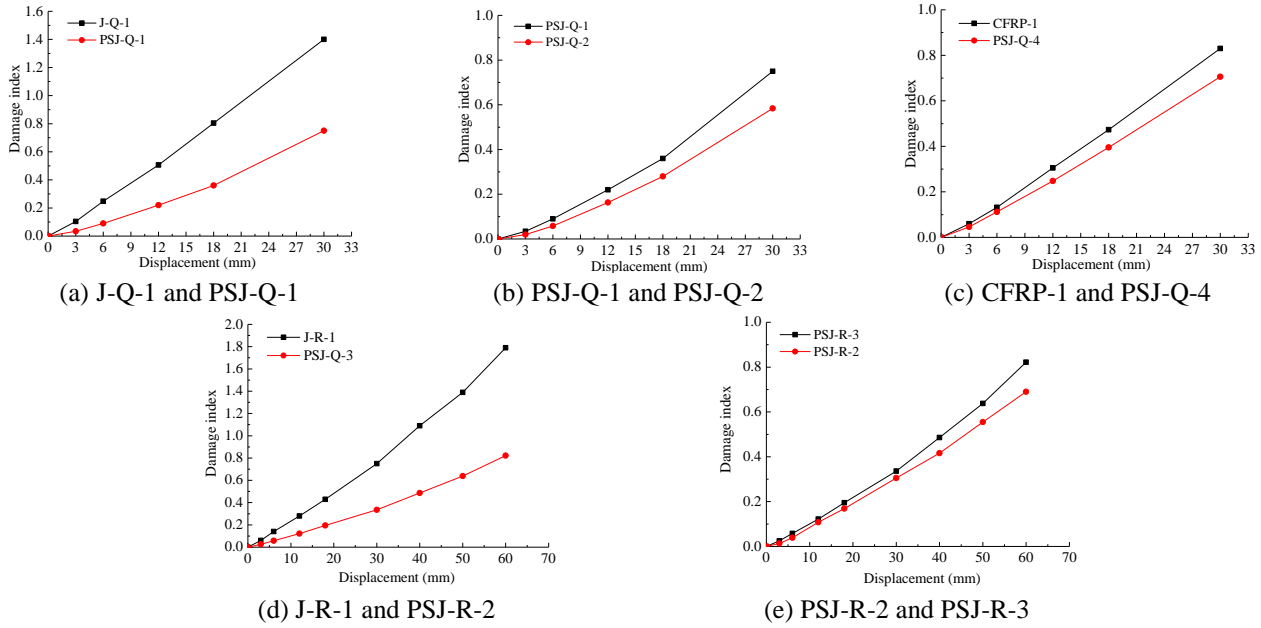 1.6
1.4
1.2
1.0
0.8
0.6
0.4
0.2
0.0
Damage index
J-Q-1
PSJ-Q-1
0 3 6 9 12 15 18 21 24 27 30 33
Displacement (mm)
(a) J-Q-1 and PSJ-Q-1
1.0
0.8
0.6
0.4
0.2
0.0
Damage index
PSJ-Q-1
PSJ-Q-2
0 3 6 9 12 15 18 21 24 27 30 33
Displacement (mm)
(b) PSJ-Q-1 and PSJ-Q-2
1.0
0.8
0.6
0.4
0.2
0.0
Damage index
CFRP-1
PSJ-Q-4
0 3 6 9 12 15 18 21 24 27 30 33
Displacement (mm)
(c) CFRP-1 and PSJ-Q-4
2.0
1.8
1.6
1.4
1.2
1.0
0.8
0.6
0.4
0.2
0.0
Damage index
J-R-1
PSJ-Q-3
0 10 20 30 40 50 60 70
Displacement (mm)
(d) J-R-1 and PSJ-R-2
1.0
0.8
0.6
0.4
0.2
0.0
Damage index
PSJ-R-3
PSJ-R-2
0 10 20 30 40 50 60 70
Displacement (mm)
(e) PSJ-R-2 and PSJ-R-3